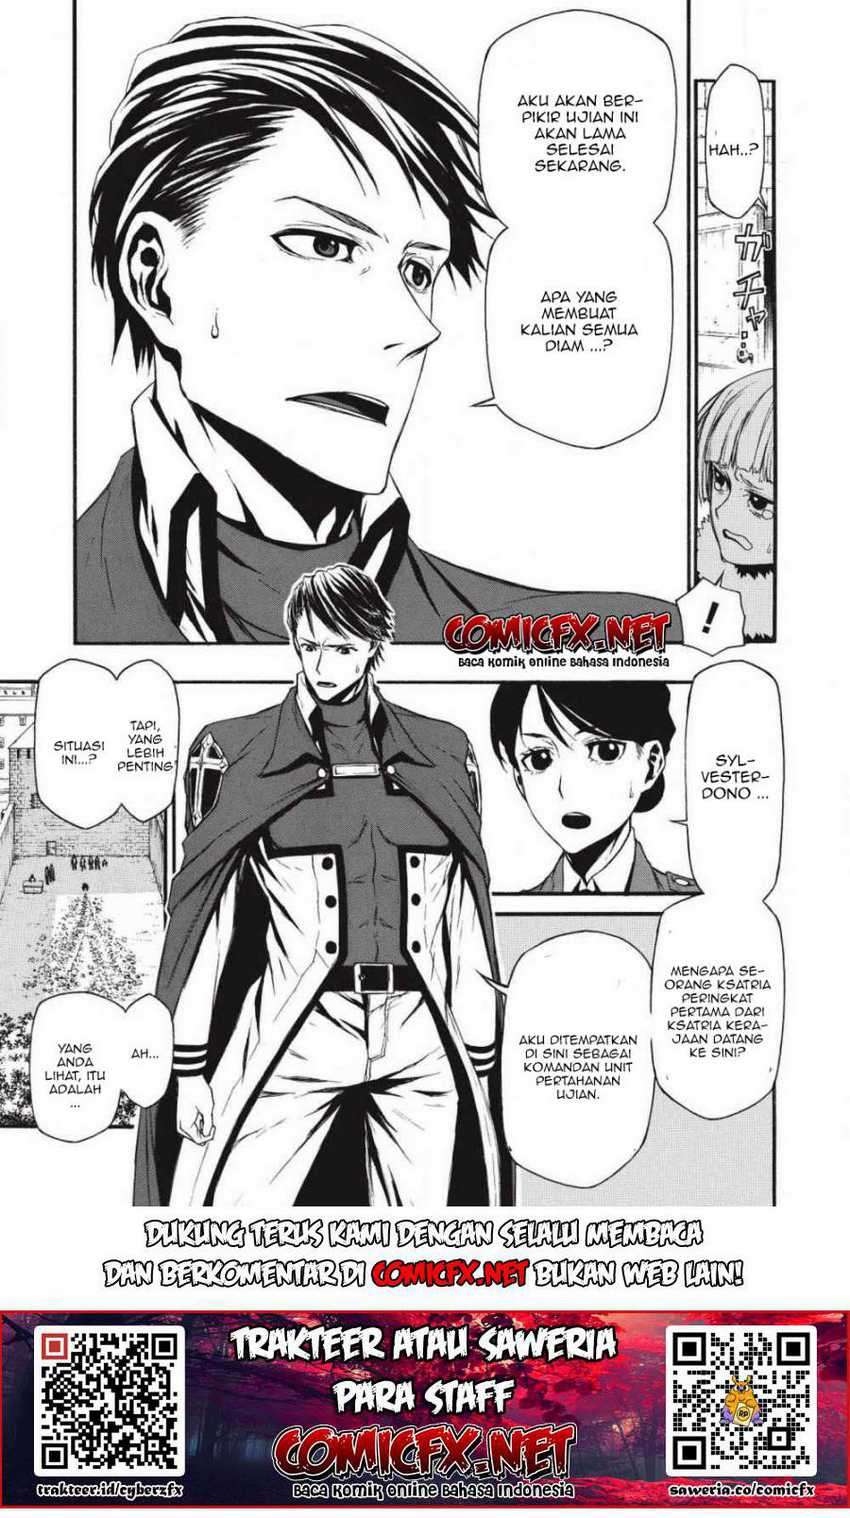 HAH..?
ガチャ...
AKU AKAN BER-
PIKIR UJIAN INI
AKAN LAMA
SELESAI
SEKARANG.
APA YANG
MEMBUAT
KALIAN SEMUA
DIAM ...?
!
COMICFX.NET
BACA KOMIK ONLINE BAHASA INDONESIA
SYL-
VESTER-
DONO ...
MENGAPA SE-
ORANG KSATRIA
PERINGKAT
PERTAMA DARI
KSATRIA KERA-
JAAN DATANG
KE SINI?
AKU DITEMPATKAN
DI SINI SEBAGAI
KOMANDAN UNIT
PERTAHANAN
UJIAN.
TAPI,
YANG
LEBIH
PENTING
SITUASI
INI...?
AH...
YANG
ANDA
LIHAT, ITU
ADALAH
...
DUKUNG TERUS KAMI DENGAN SELALU MEMBACA
DAN BERKOMENTAR DI COMICFX.NET BUKAN WEB LAIN!
TRAKTEER ATAU SAWERIA
PARA STAFF
COMICFX.NET
BACA KOMIK ONLINE BAHASA INDONESIA
trakteer.id/cyberzfx
RP
saweria.co/comicfx